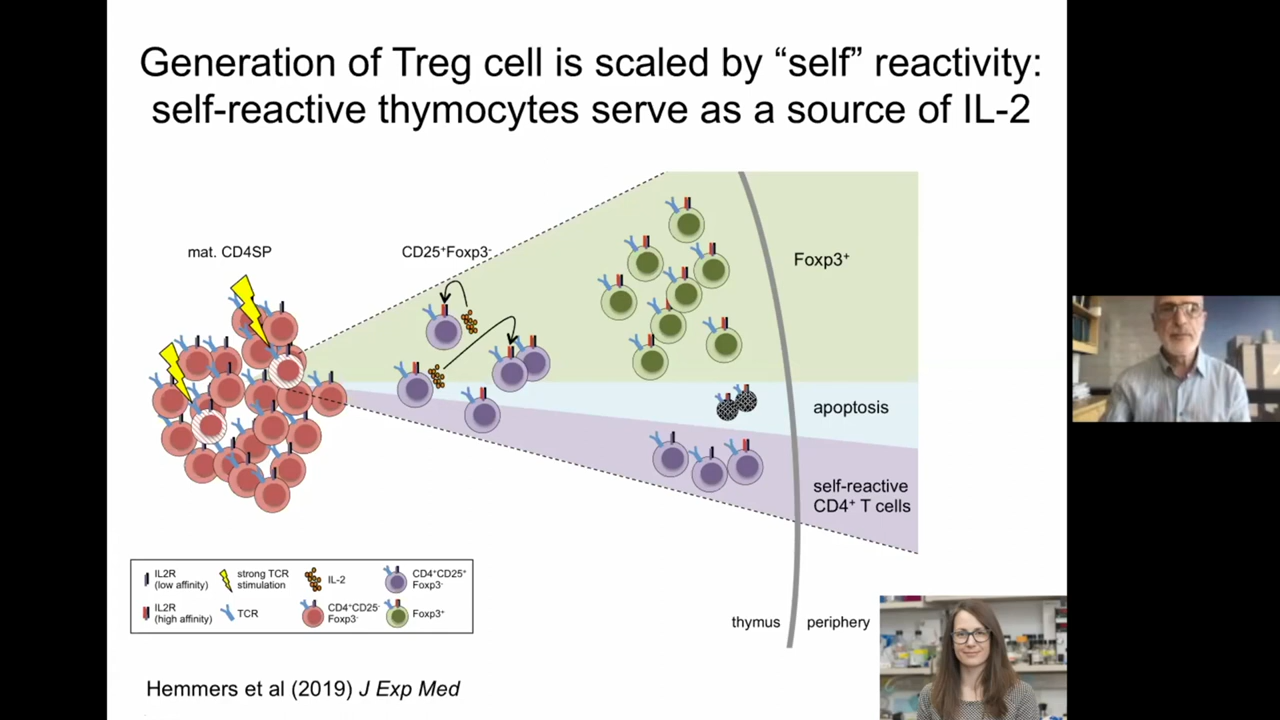 Generation of Treg cell is scaled by “self” reactivity:
self-reactive thymocytes serve as a source of IL-2
mat. CD4SP
CD25⁺Foxp3⁻
Foxp3⁺
apoptosis
self-reactive
CD4⁺ T cells
IL2R
(low affinity)
strong TCR
stimulation
IL-2
CD4⁺CD25⁺
Foxp3⁻
IL2R
(high affinity)
TCR
CD4⁺CD25⁻
Foxp3⁻
Foxp3⁺
thymus
periphery
Hemmers et al (2019) J Exp Med